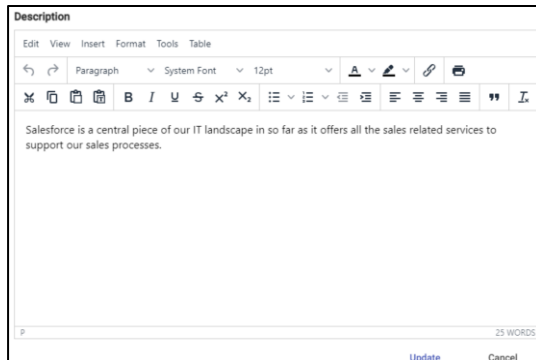 Description
Edit View Insert Format Tools Table
Paragraph System Font 12pt A
B I U S X² X₂ I
Salesforce is a central piece of our IT landscape in so far as it offers all the sales related services to
support our sales processes.
P 25 WORDS
Update Cancel